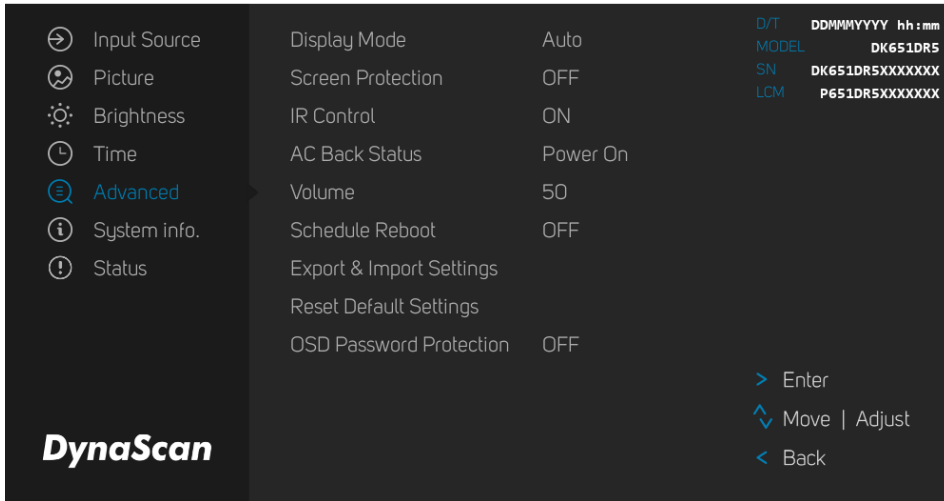 Input Source
Picture
Brightness
Time
Advanced
System info.
Status
DynaScan
Display Mode Auto
Screen Protection OFF
IR Control ON
AC Back Status Power On
Volume 50
Schedule Reboot OFF
Export & Import Settings
Reset Default Settings
OSD Password Protection OFF
D/T DDMMMYYYY hh:mm
MODEL DK651DR5
SN DK651DR5XXXXXXX
LCM P651DR5XXXXXXX
> Enter
Move | Adjust
< Back